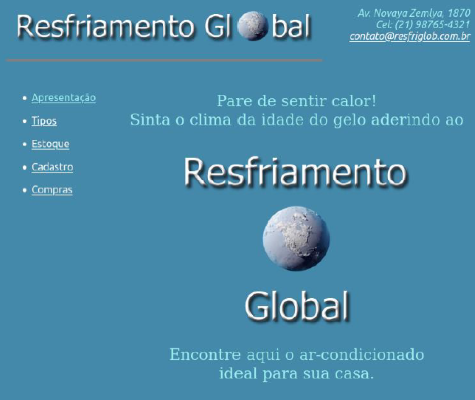 Resfriamento Global
Av. Novaya Zemlya, 1870
Cel: (21) 98765-4321
contato@resfriglob.com.br
Apresentação
Tipos
Estoque
Cadastro
Compras
Pare de sentir calor!
Sinta o clima da idade do gelo aderindo ao
Resfriamento
Global
Encontre aqui o ar-condicionado
ideal para sua casa.